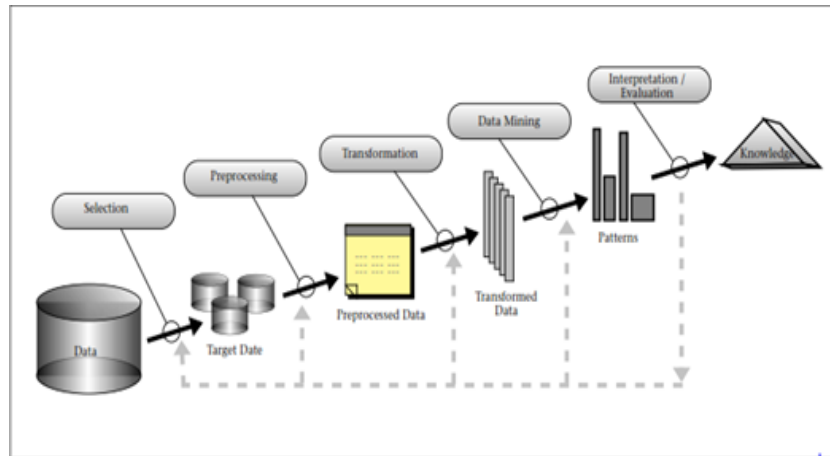 Interpretation /
Evaluation
Data Mining
Transformation
Preprocessing
Selection
Knowledge
Patterns
Transformed
Data
Preprocessed Data
Target Date
Data